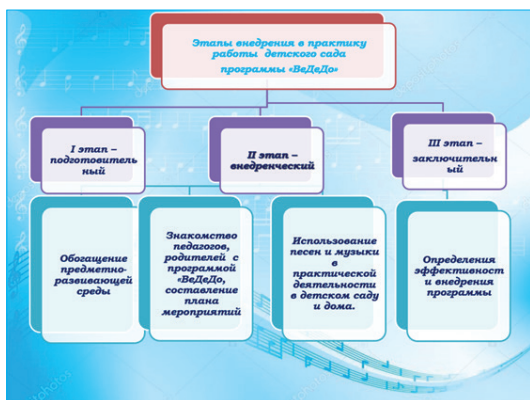 Этапы внедрения в практику
работы детского сада
программы «ВеДеДо»
I этап –
подготовитель
ный
II этап –
внедренческий
III этап –
заключительн
ый
Обогащение
предметно-
развивающей
среды
Знакомство
педагогов,
родителей с
программой
«ВеДеДо,
составление
плана
мероприятий
Использование
песен и музыки
в
практической
деятельности
в детском саду
и дома.
Определения
эффективност
и внедрения
программы